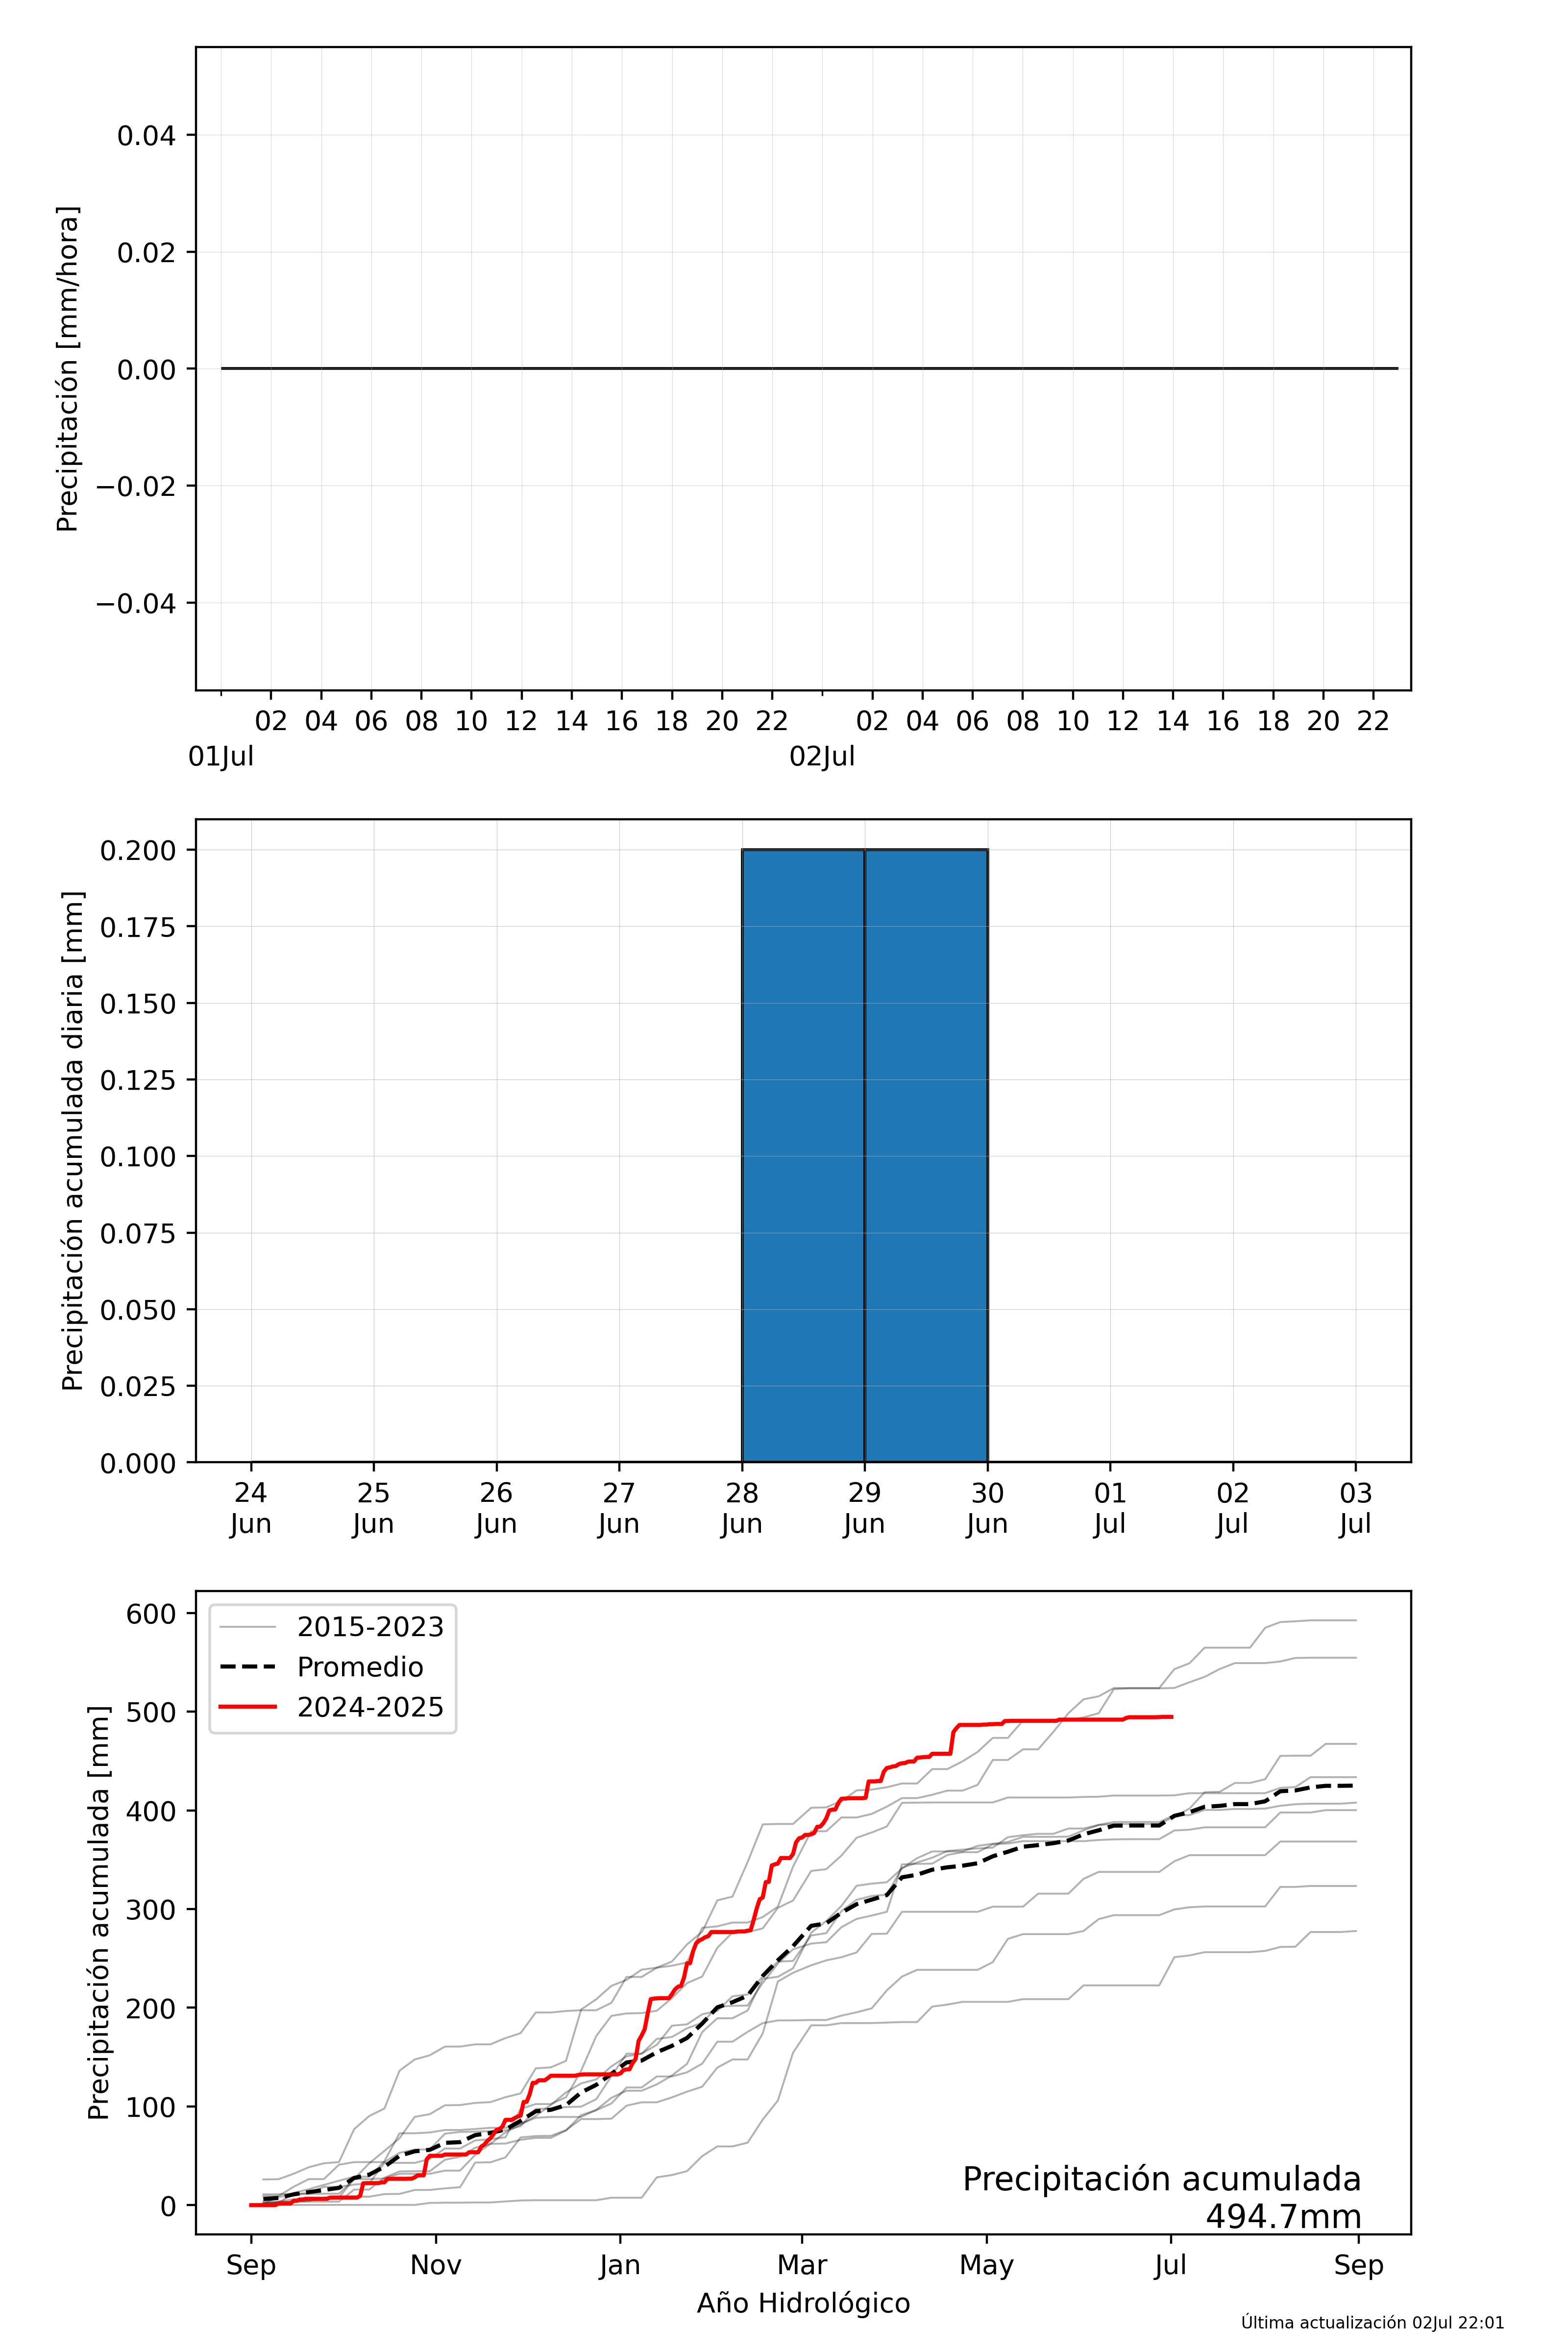 Precipitación [mm/hora]
0.04
0.02
0.00
−0.02
−0.04
02 04 06 08 10 12 14 16 18 20 22 02 04 06 08 10 12 14 16 18 20 22
01Jul 02Jul
Precipitación acumulada diaria [mm]
0.200
0.175
0.150
0.125
0.100
0.075
0.050
0.025
0.000
24 25 26 27 28 29 30 01 02 03
Jun Jun Jun Jun Jun Jun Jun Jul Jul Jul
Precipitación acumulada [mm]
600
500
400
300
200
100
0
2015-2023
Promedio
2024-2025
Precipitación acumulada
494.7mm
Sep Nov Jan Mar May Jul Sep
Año Hidrológico
Última actualización 02Jul 22:01